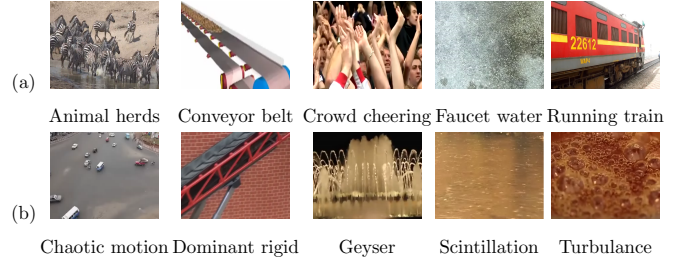 (a)
22612
Animal herds Conveyor belt Crowd cheering Faucet water Running train
(b)
Chaotic motion Dominant rigid Geyser Scintillation Turbulance